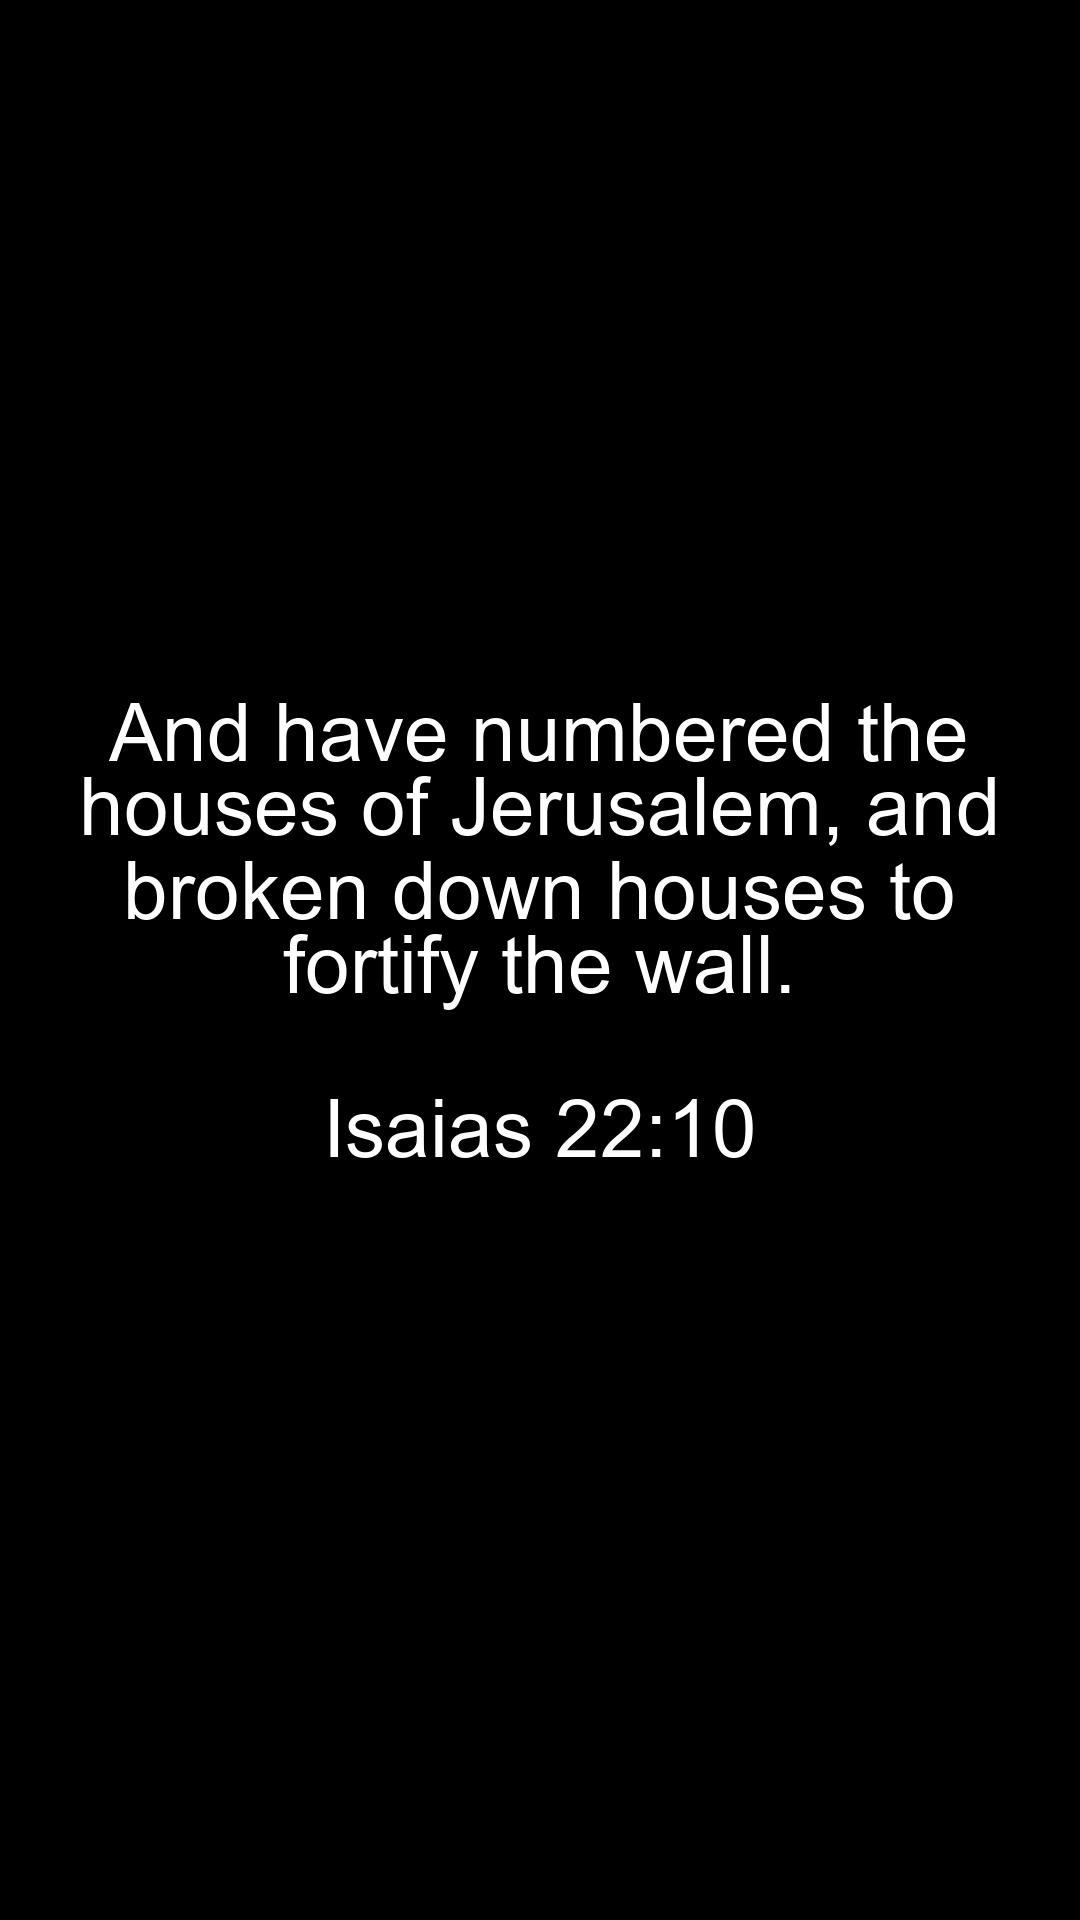 And have numbered the
houses of Jerusalem, and
broken down houses to
fortify the wall.
Isaias 22:10